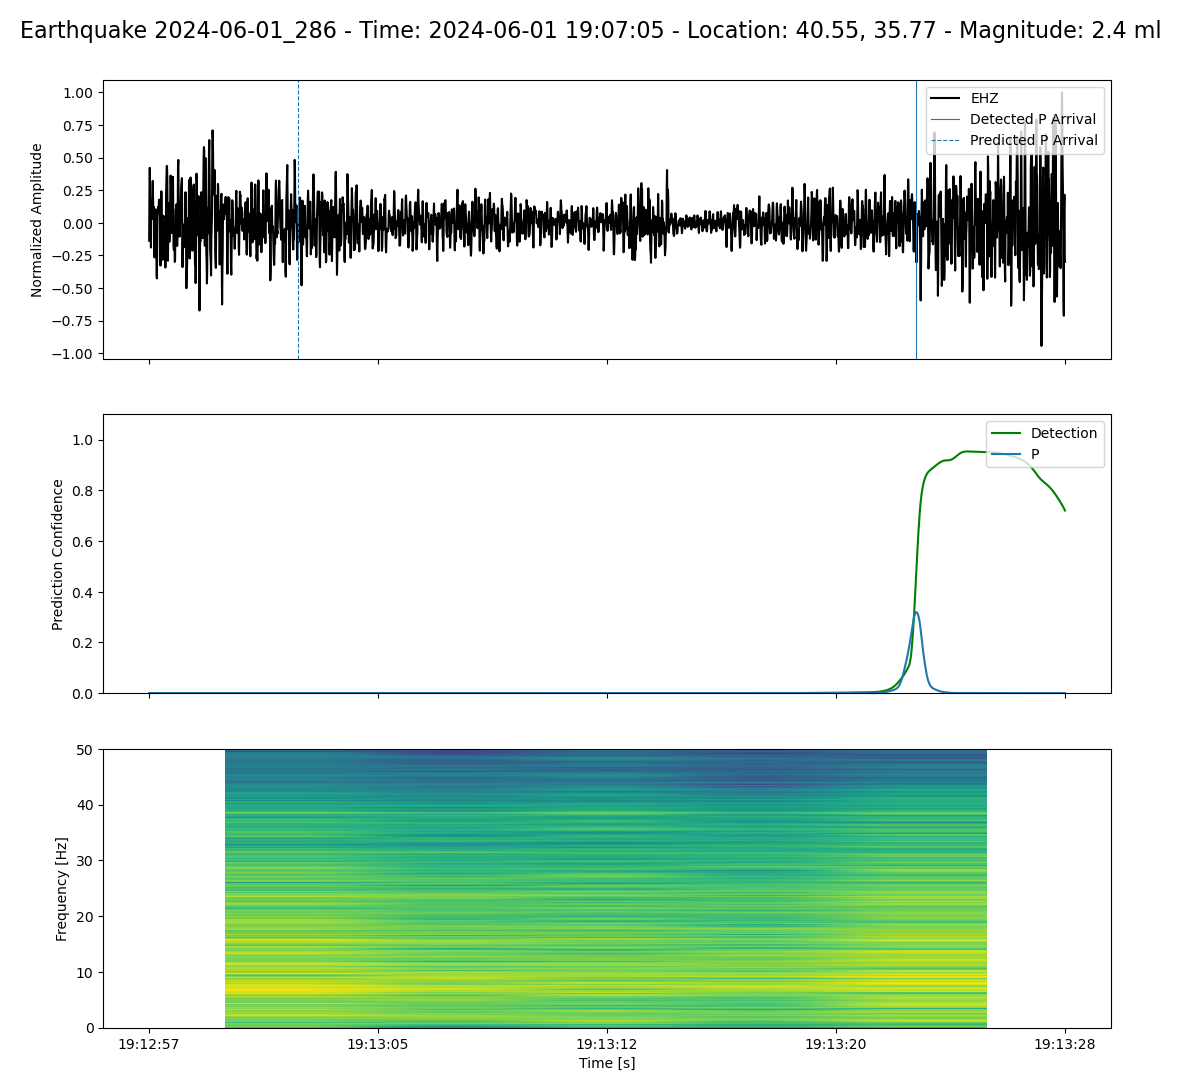 Earthquake 2024-06-01_286 - Time: 2024-06-01 19:07:05 - Location: 40.55, 35.77 - Magnitude: 2.4 ml
Normalized Amplitude
1.00
0.75
0.50
0.25
0.00
−0.25
−0.50
−0.75
−1.00
EHZ
Detected P Arrival
Predicted P Arrival
Prediction Confidence
1.0
0.8
0.6
0.4
0.2
0.0
Detection
P
Frequency [Hz]
50
40
30
20
10
0
19:12:57 19:13:05 19:13:12 19:13:20 19:13:28
Time [s]